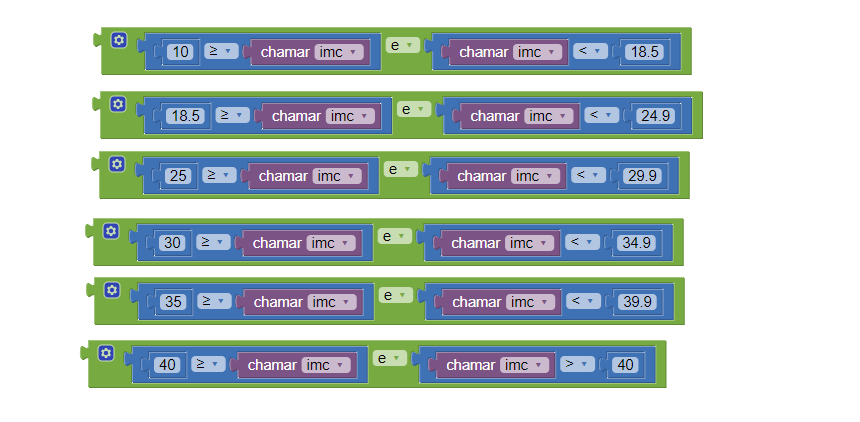 10 ≥ chamar imc e chamar imc < 18.5
18.5 ≥ chamar imc e chamar imc < 24.9
25 ≥ chamar imc e chamar imc < 29.9
30 ≥ chamar imc e chamar imc < 34.9
35 ≥ chamar imc e chamar imc < 39.9
40 ≥ chamar imc e chamar imc > 40